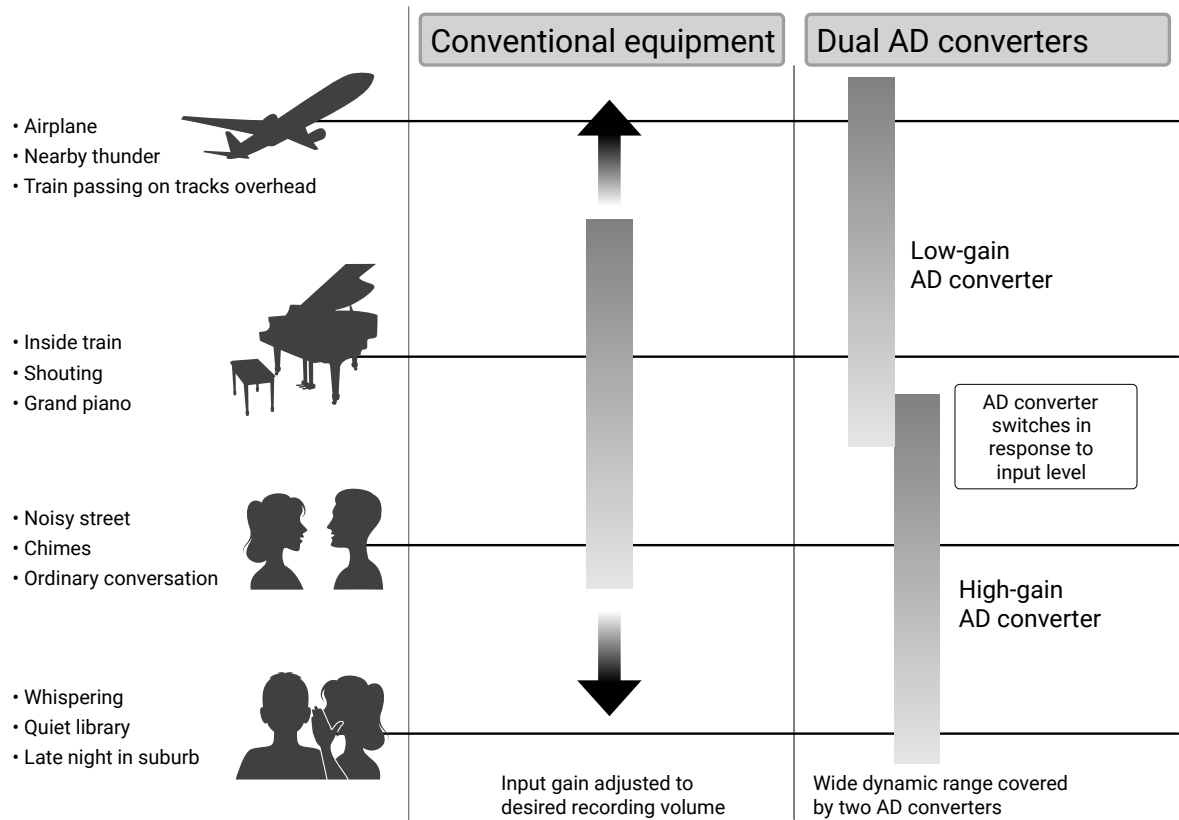 Conventional equipment
Dual AD converters
• Airplane
• Nearby thunder
• Train passing on tracks overhead
Low-gain
AD converter
• Inside train
• Shouting
• Grand piano
AD converter
switches in
response to
input level
• Noisy street
• Chimes
• Ordinary conversation
High-gain
AD converter
• Whispering
• Quiet library
• Late night in suburb
Input gain adjusted to
desired recording volume
Wide dynamic range covered
by two AD converters